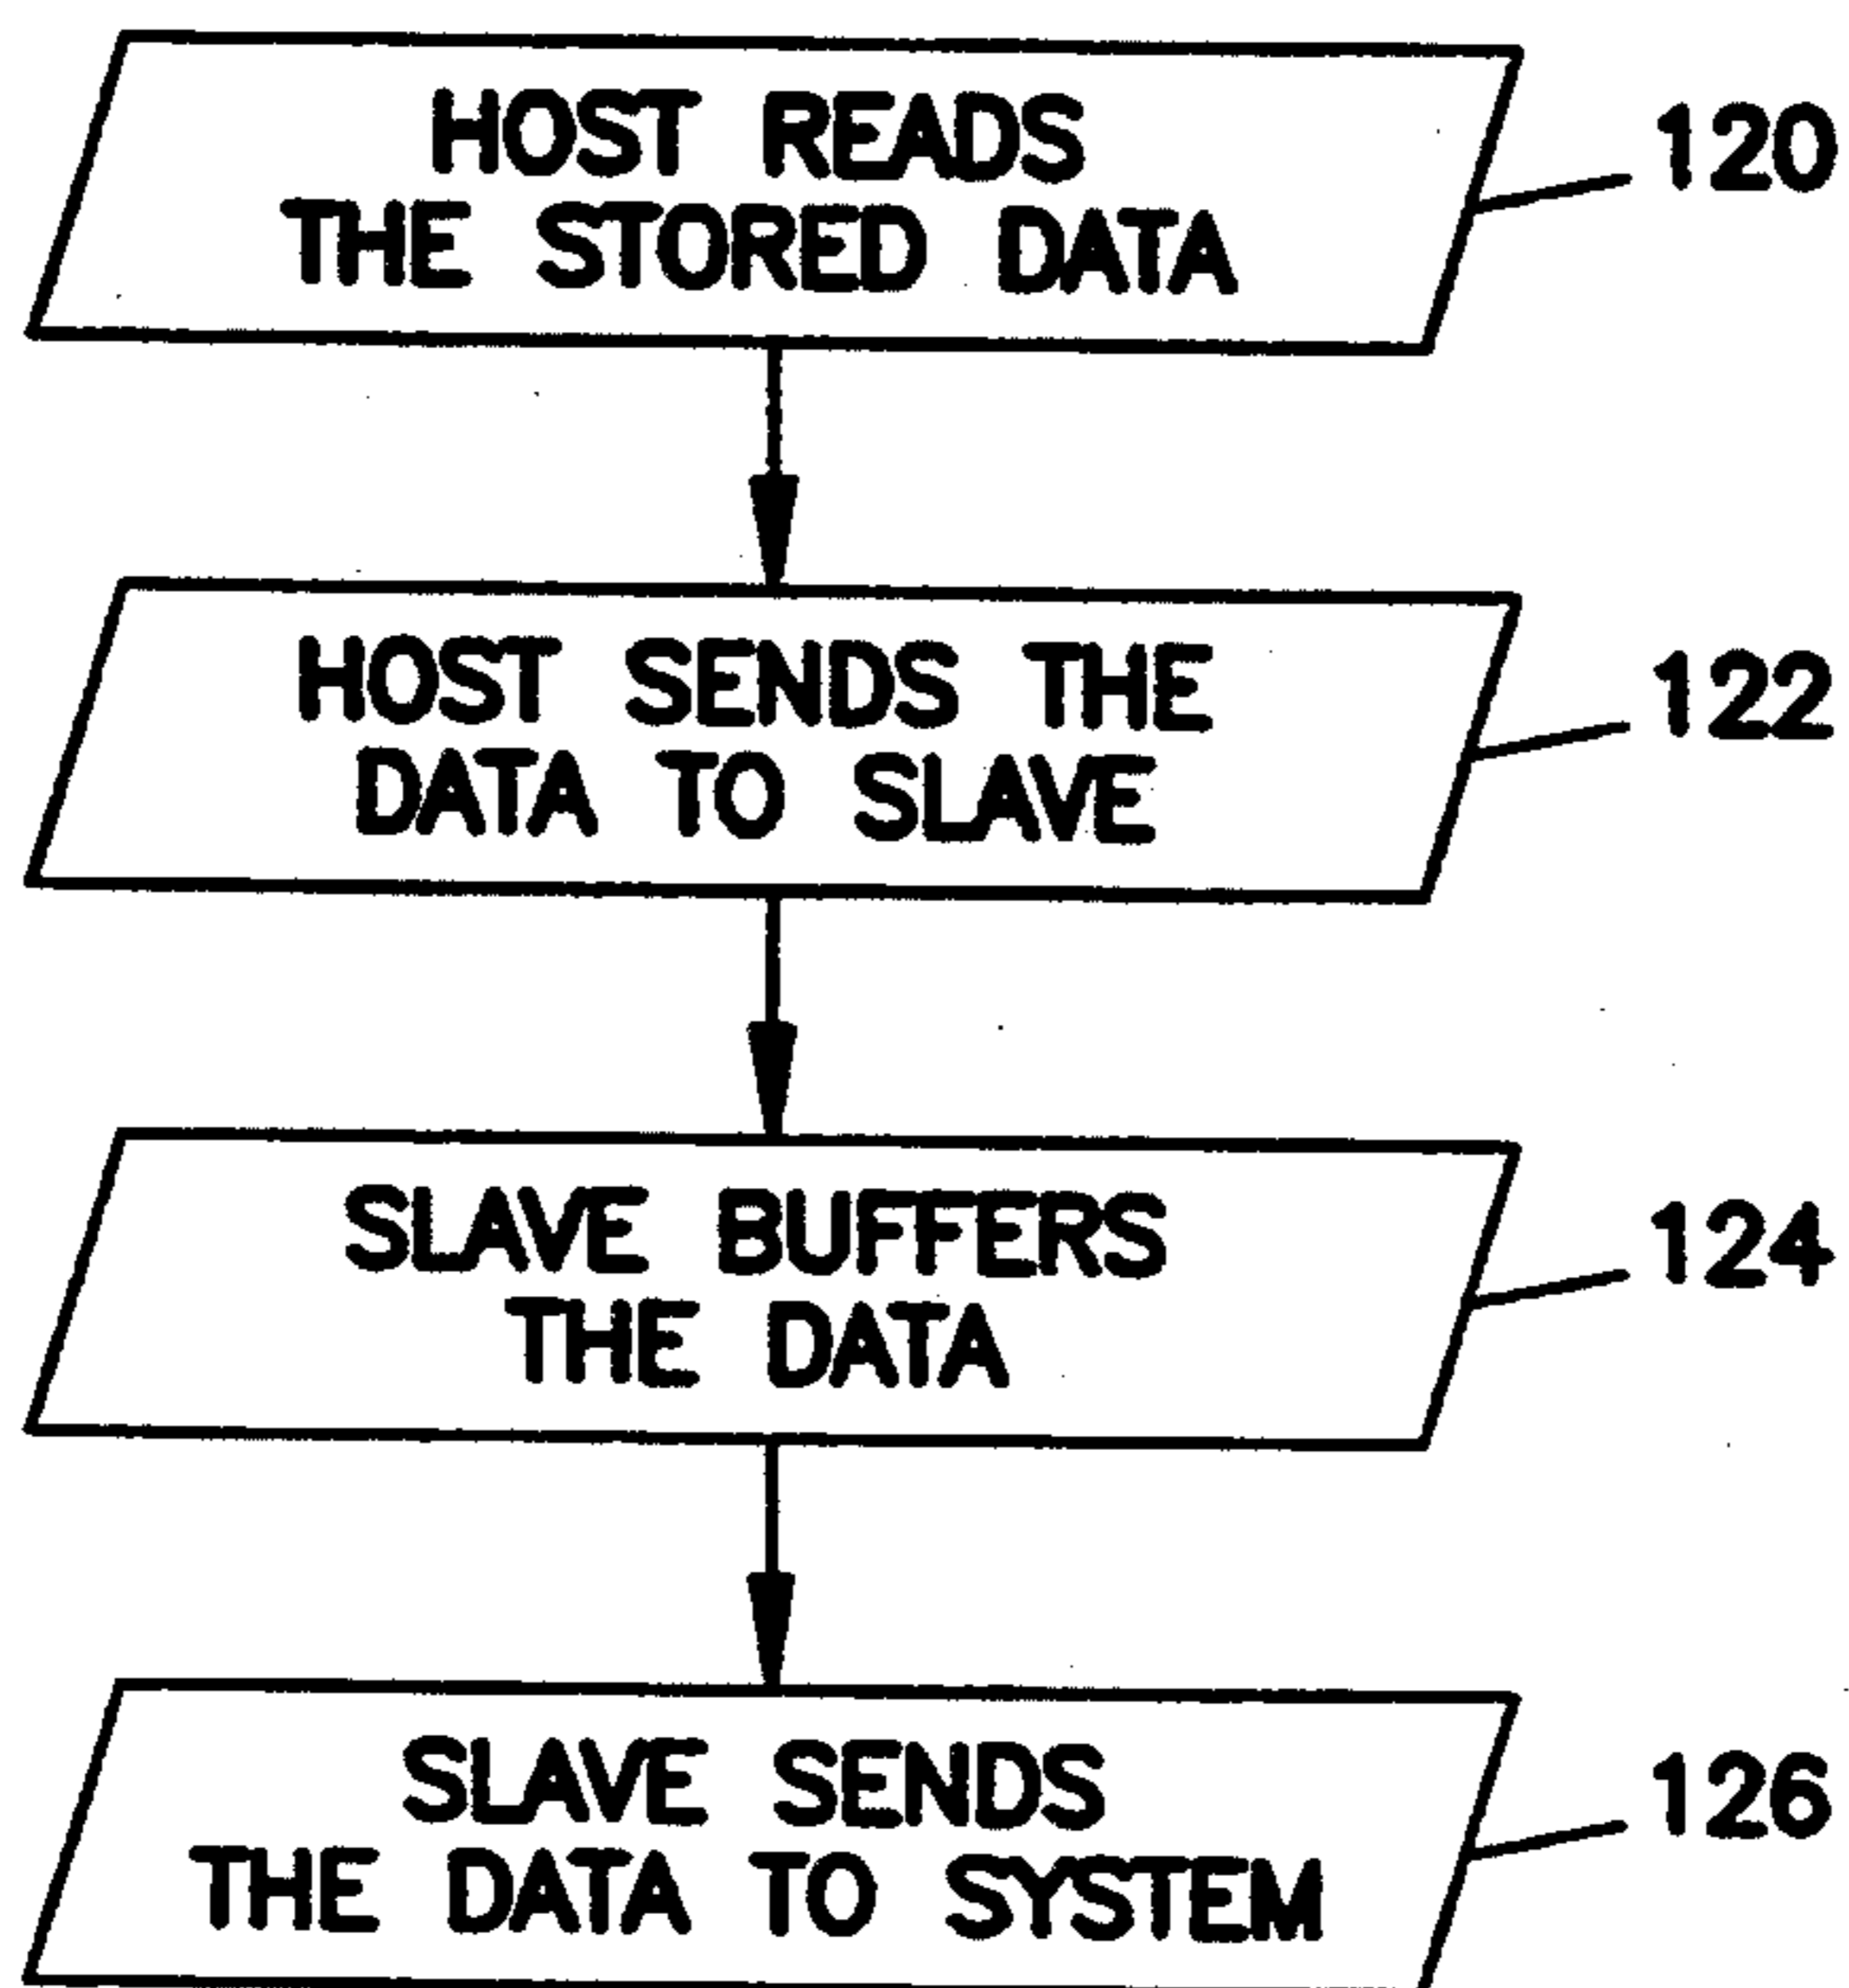 HOST READS
THE STORED DATA
120
HOST SENDS THE
DATA TO SLAVE
122
SLAVE BUFFERS
THE DATA
124
SLAVE SENDS
THE DATA TO SYSTEM
126